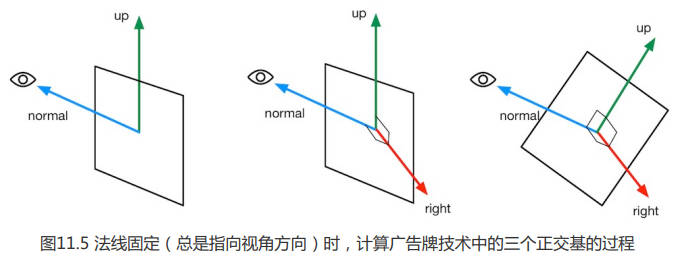 up
normal
up
normal
right
up
normal
right
图11.5 法线固定（总是指向视角方向）时，计算广告牌技术中的三个正交基的过程